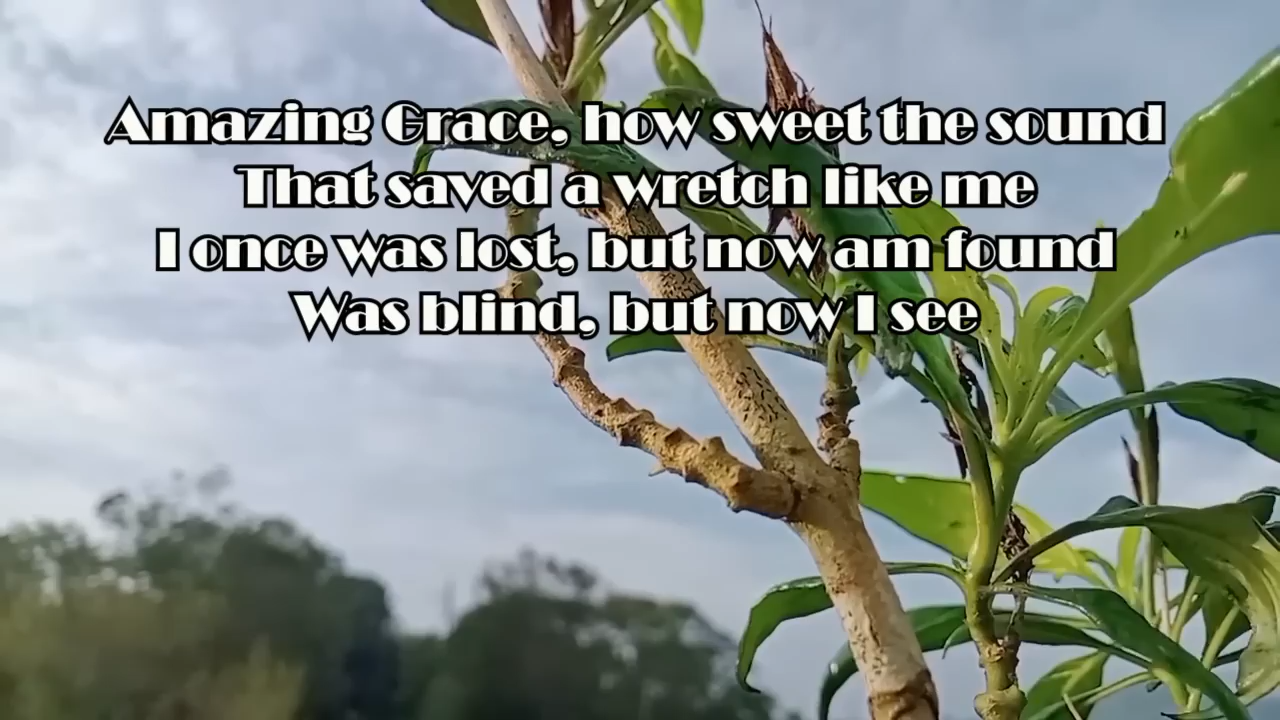 Amazing Grace, how sweet the sound
That saved a wretch like me
I once was lost, but now am found
Was blind, but now I see